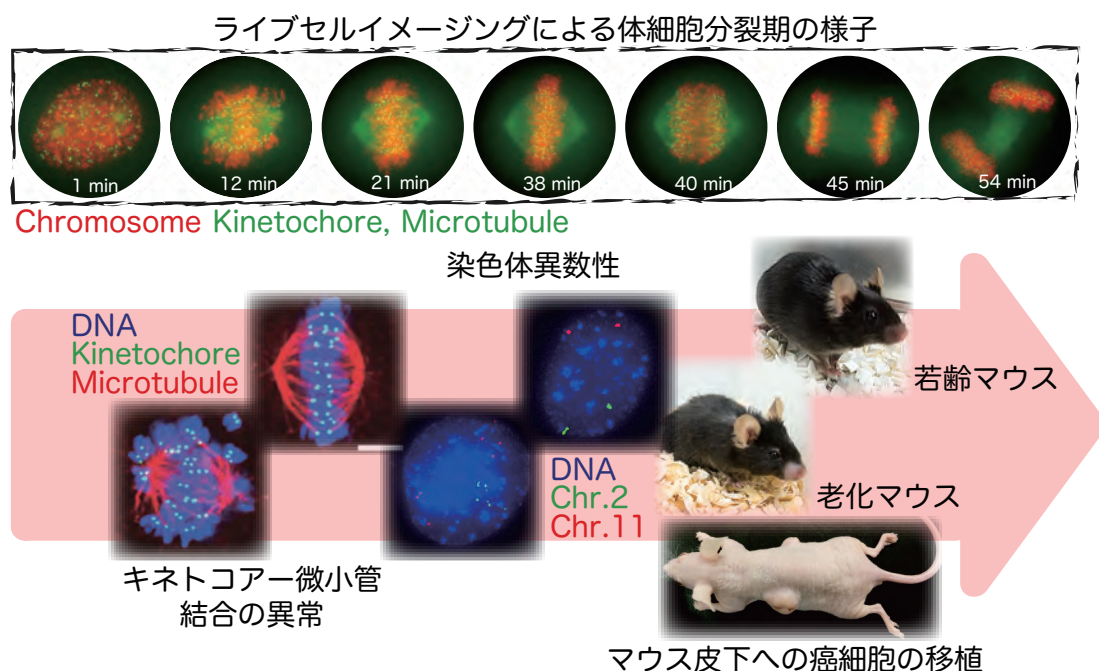 ライブセルイメージングによる体細胞分裂期の様子
1 min
12 min
21 min
38 min
40 min
45 min
54 min
Chromosome Kinetochore, Microtubule
染色体異数性
DNA
Kinetochore
Microtubule
若齢マウス
DNA
Chr.2
Chr.11
老化マウス
キネトコアー微小管
結合の異常
マウス皮下への癌細胞の移植